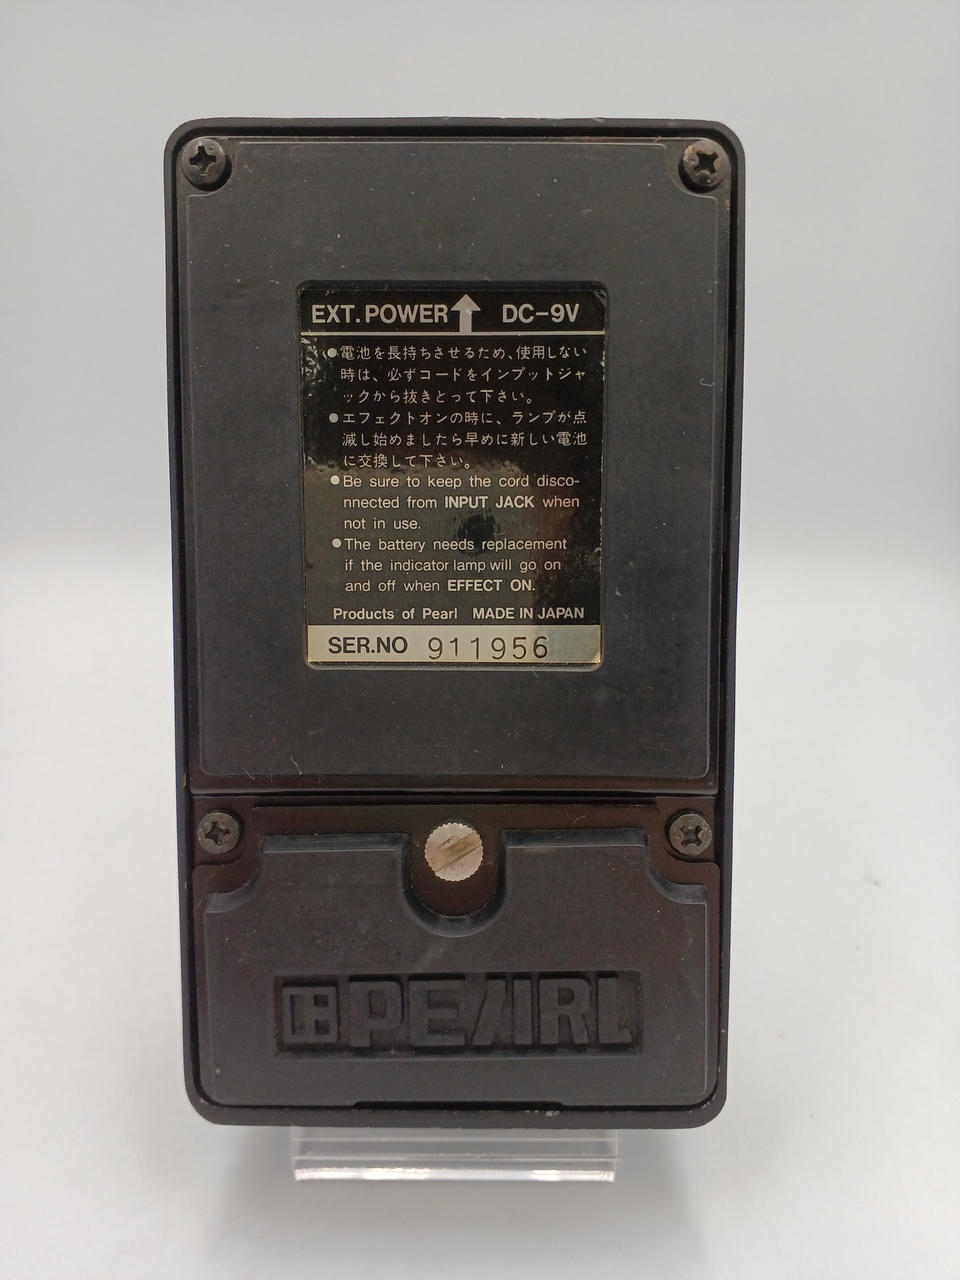 EXT.POWER DC-9V
●電池を長持ちさせるため、使用しない
時は、必ずコードをインプットジャ
ックから抜きとって下さい。
●エフェクトオンの時に、ランプが点
滅し始めましたら早めに新しい電池
に交換して下さい。
●Be sure to keep the cord disco-
nnected from INPUT JACK when
not in use.
●The battery needs replacement
if the indicator lamp will go on
and off when EFFECT ON.
Products of Pearl MADE IN JAPAN
SER.NO 911956
PEARL